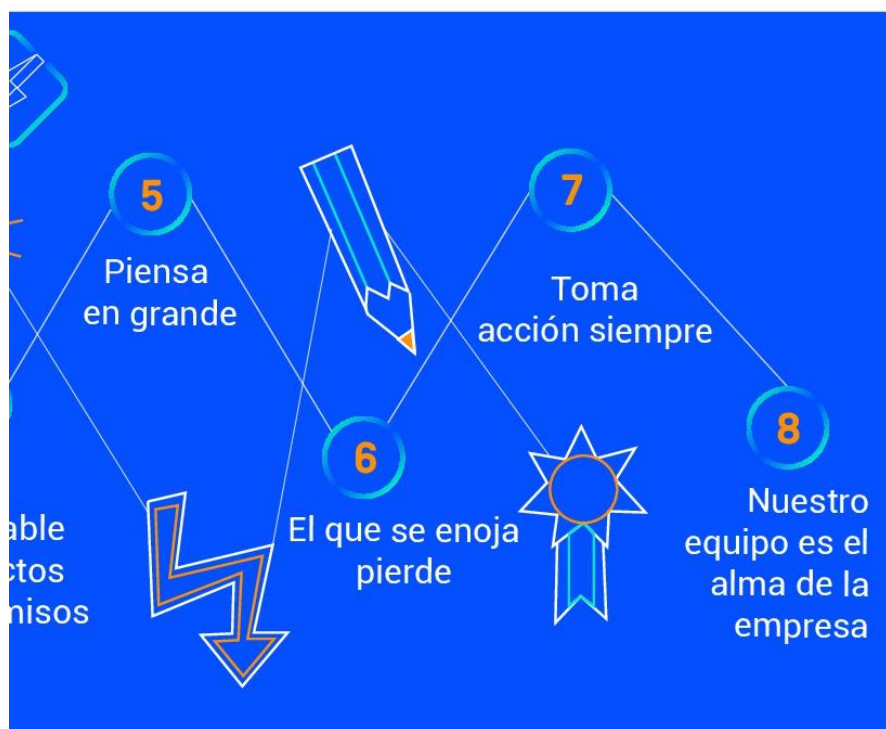 5
Piensa
en grande
6
El que se enoja
pierde
7
Toma
acción siempre
8
Nuestro
equipo es el
alma de la
empresa